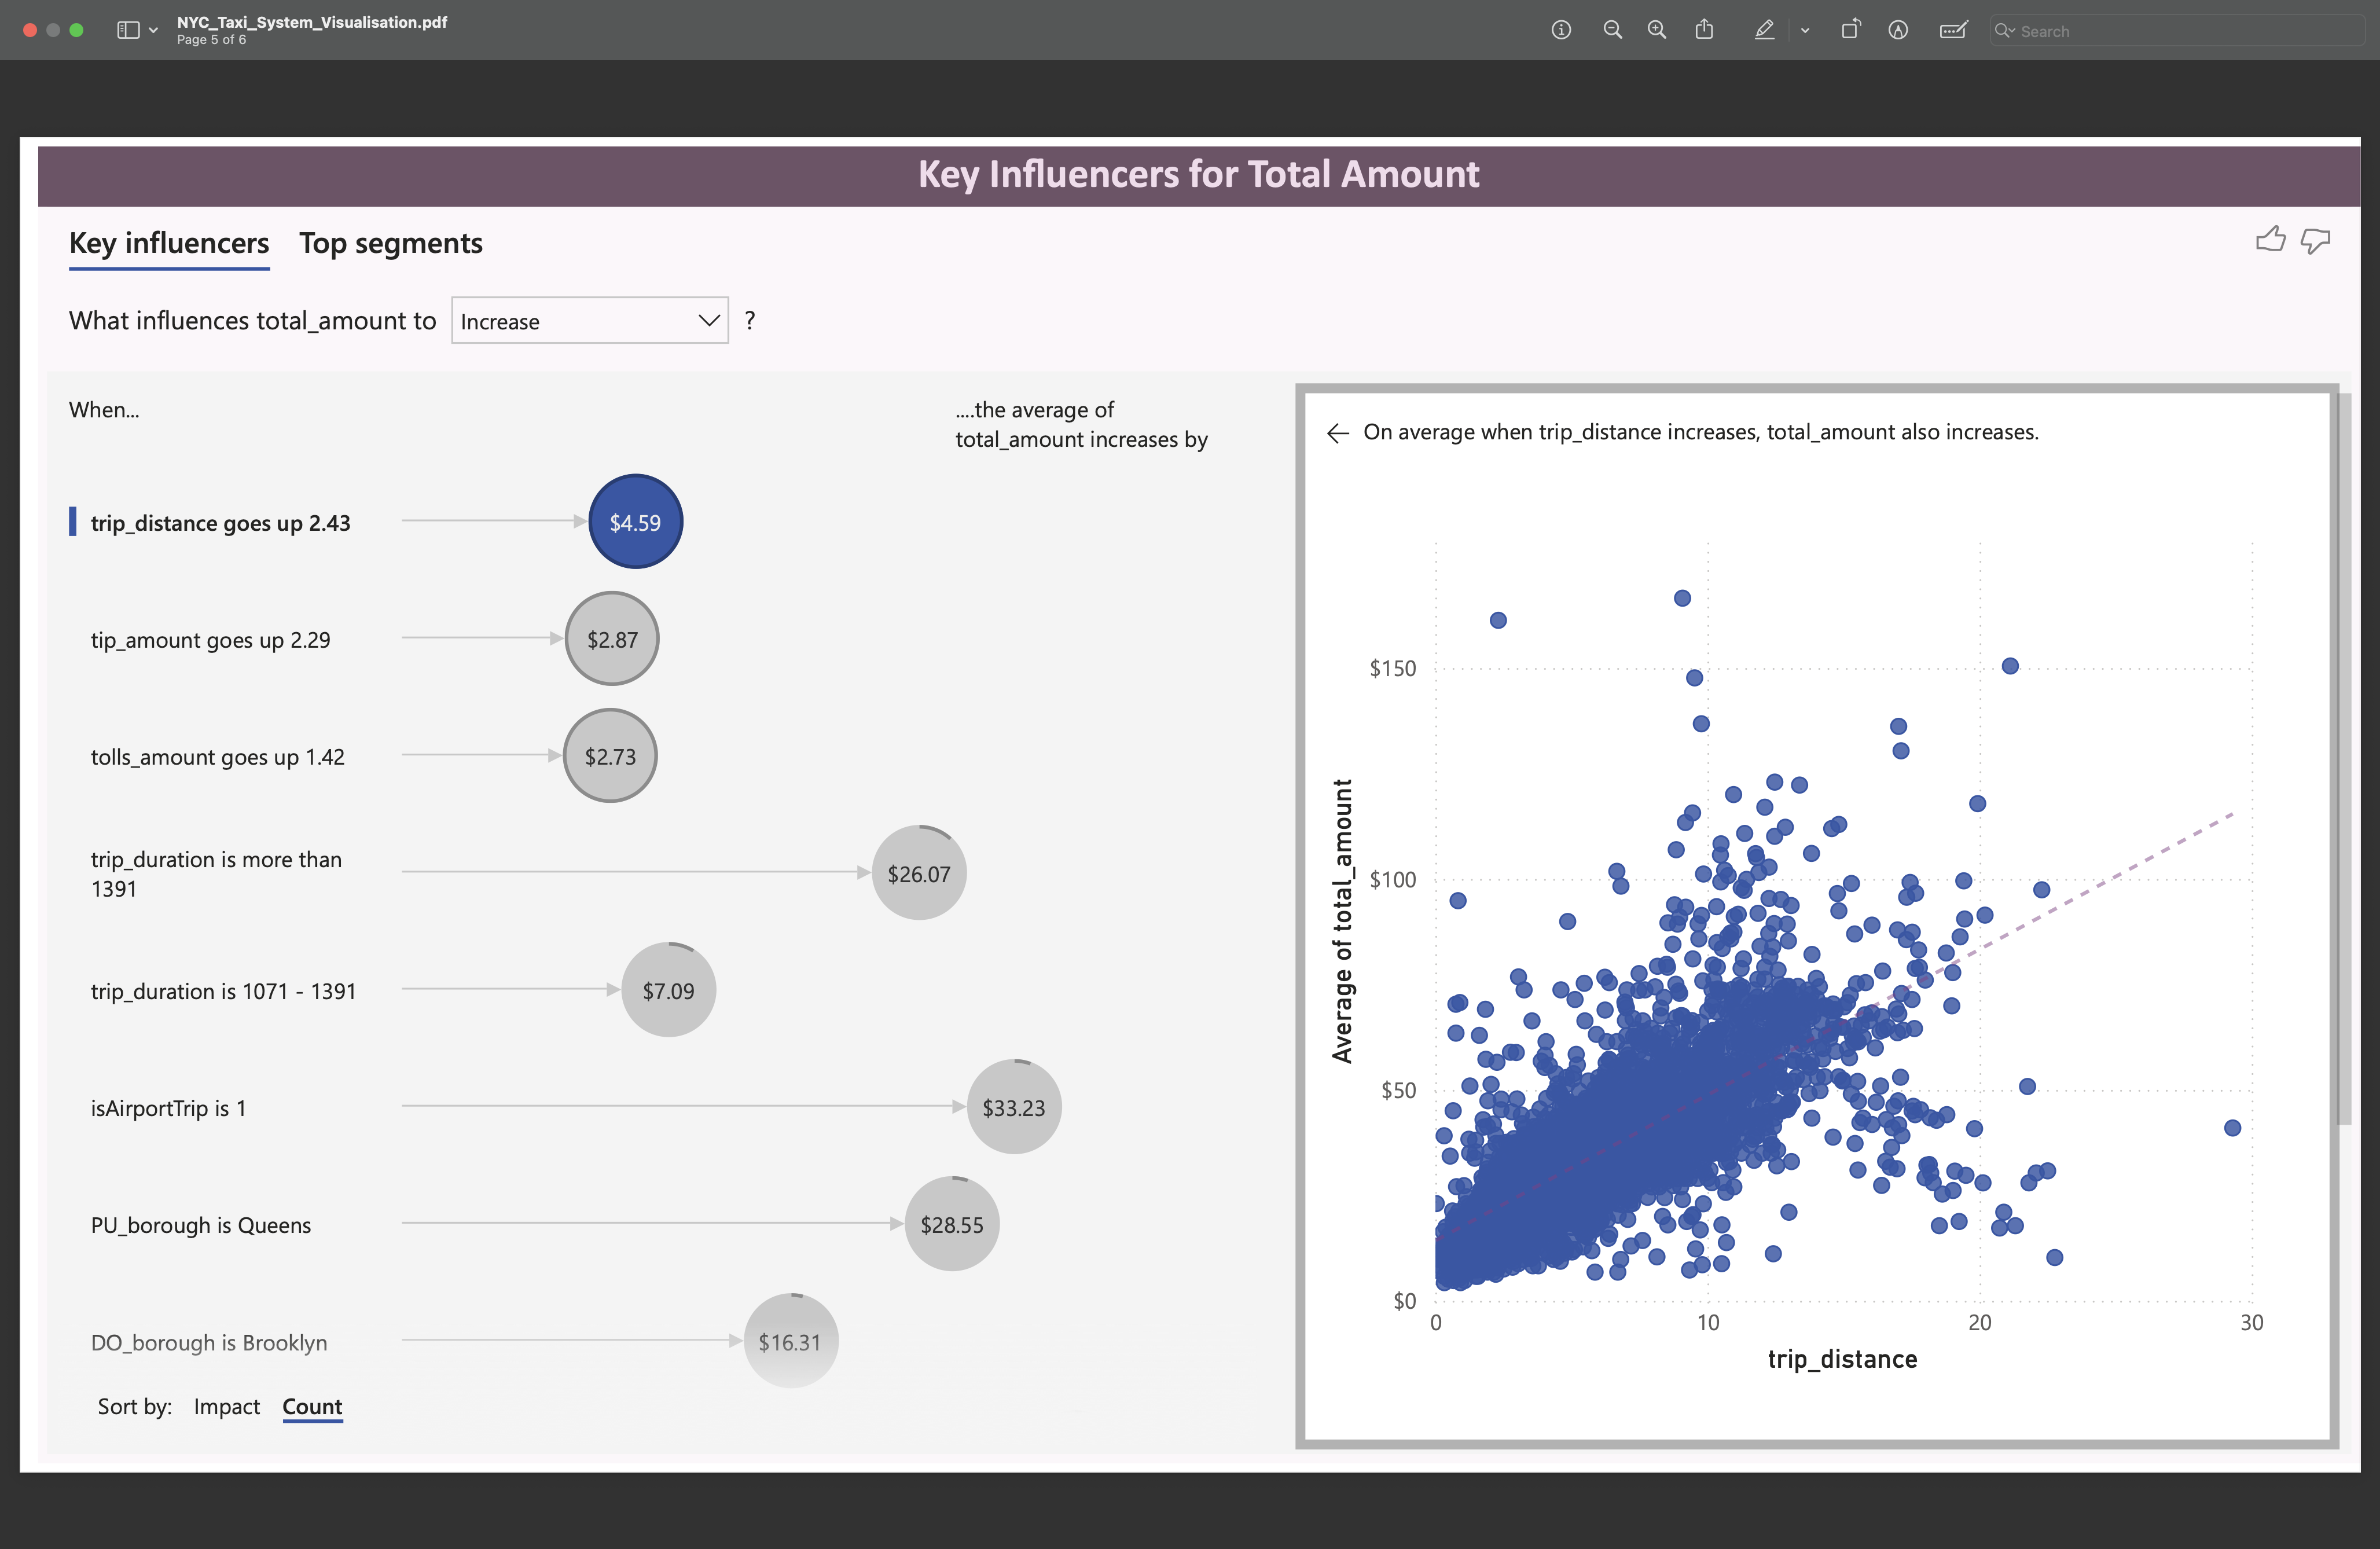 NYC_Taxi_System_Visualisation.pdf
Page 5 of 6
Search
Key Influencers for Total Amount
Key influencers Top segments
What influences total_amount to Increase ?
When...
....the average of
total_amount increases by
trip_distance goes up 2.43 $4.59
tip_amount goes up 2.29 $2.87
tolls_amount goes up 1.42 $2.73
trip_duration is more than
1391
$26.07
trip_duration is 1071 - 1391 $7.09
isAirportTrip is 1 $33.23
PU_borough is Queens $28.55
DO_borough is Brooklyn $16.31
Sort by: Impact Count
On average when trip_distance increases, total_amount also increases.
Average of total_amount
$150
$100
$50
$0
0 10 20 30
trip_distance